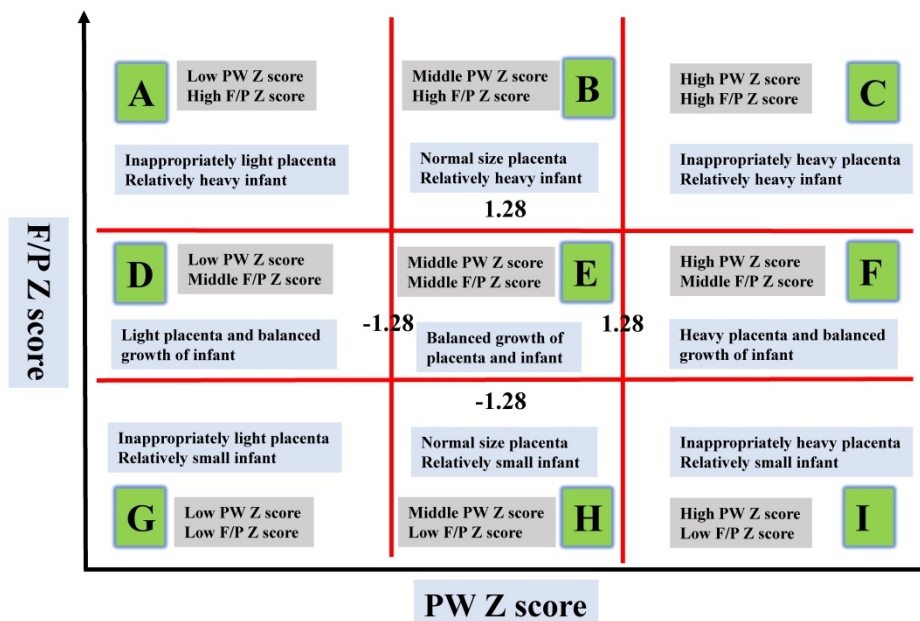 A
Low PW Z score
High F/P Z score
Middle PW Z score
High F/P Z score
B
High PW Z score
High F/P Z score
C
Inappropriately light placenta
Relatively heavy infant
Normal size placenta
Relatively heavy infant
Inappropriately heavy placenta
Relatively heavy infant
1.28
F/P Z score
D
Low PW Z score
Middle F/P Z score
Middle PW Z score
Middle F/P Z score
E
High PW Z score
Middle F/P Z score
F
-1.28
1.28
Light placenta and balanced
growth of infant
Balanced growth of
placenta and infant
Heavy placenta and balanced
growth of infant
-1.28
Inappropriately light placenta
Relatively small infant
Normal size placenta
Relatively small infant
Inappropriately heavy placenta
Relatively small infant
G
Low PW Z score
Low F/P Z score
Middle PW Z score
Low F/P Z score
H
High PW Z score
Low F/P Z score
I
PW Z score